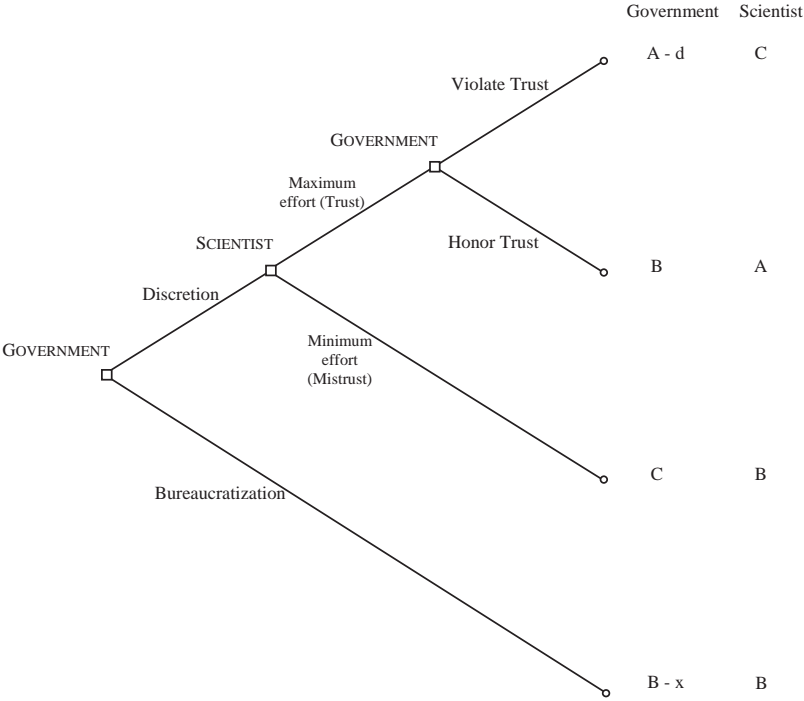 Government Scientist
A - d C
Violate Trust
GOVERNMENT
Maximum
effort (Trust)
SCIENTIST
Honor Trust
B A
Discretion
GOVERNMENT
Minimum
effort
(Mistrust)
C B
Bureaucratization
B - x B